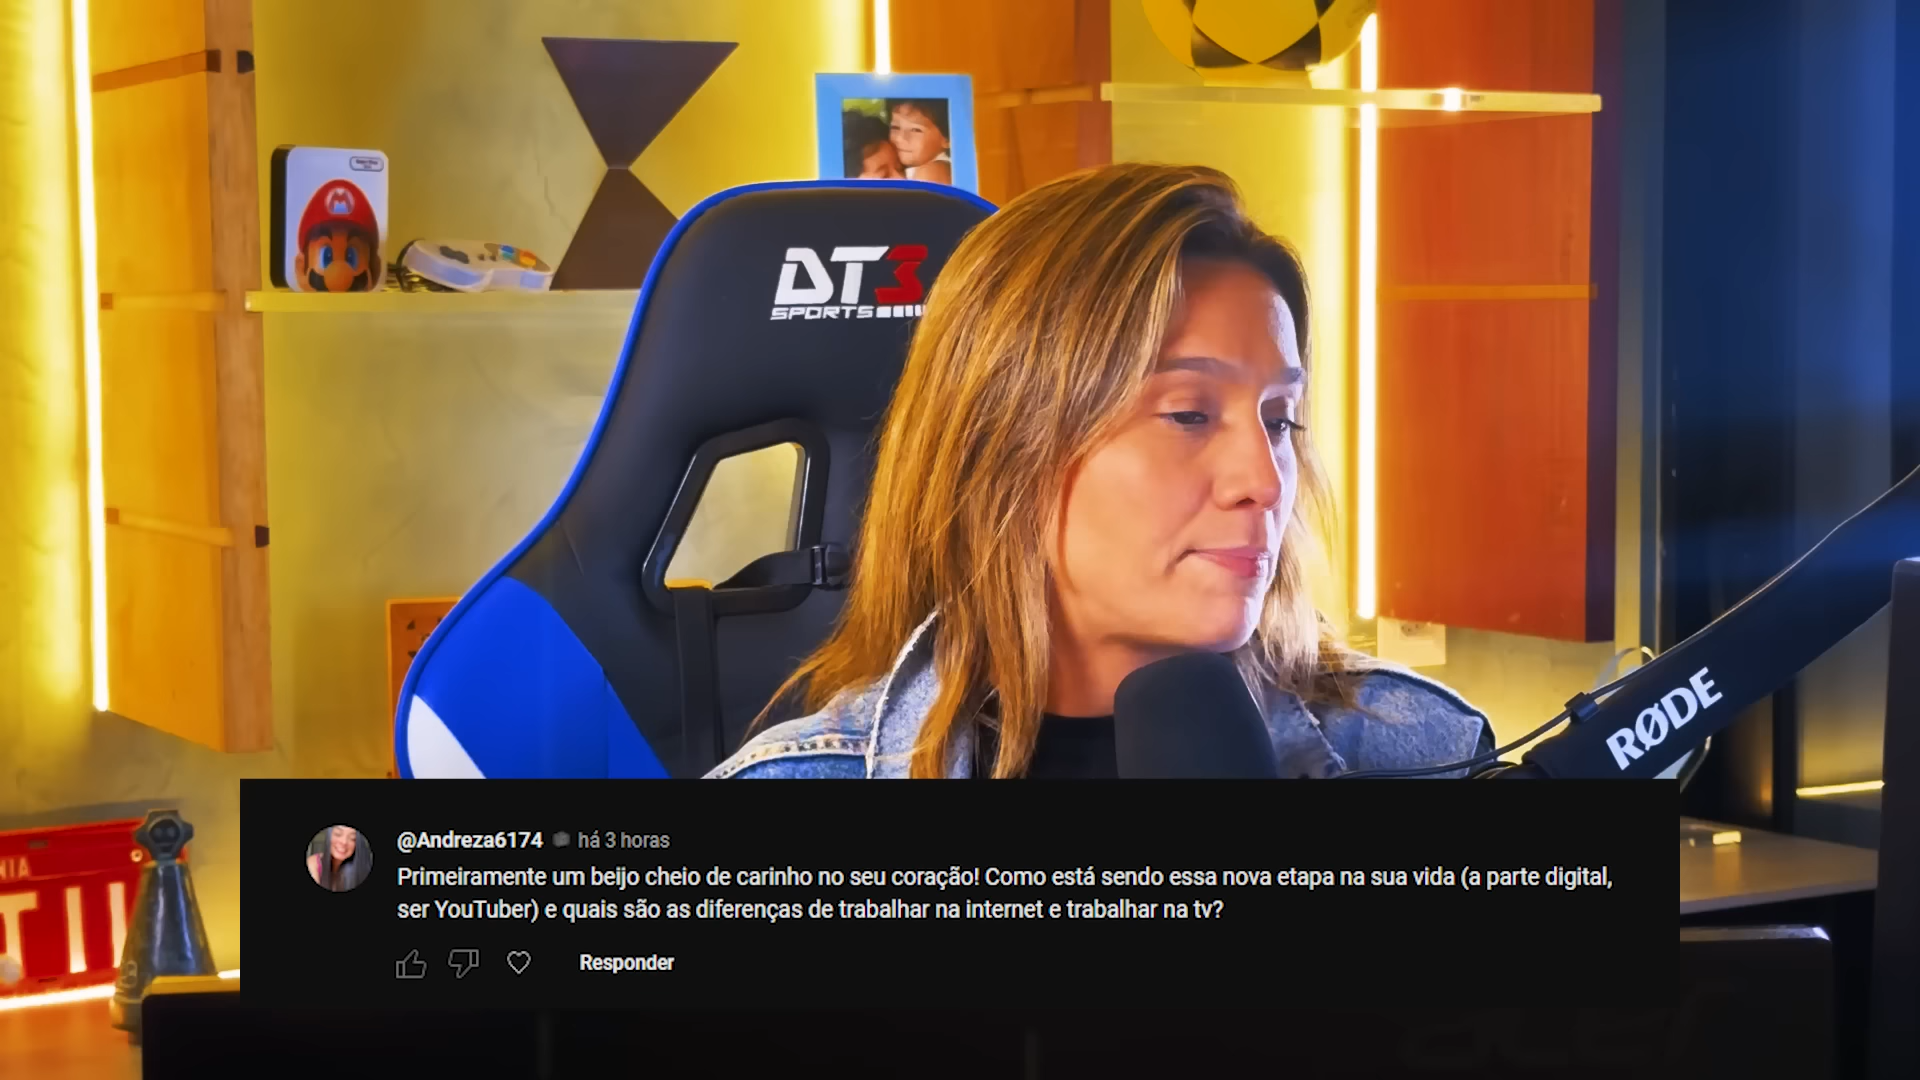 DT3
SPORTS
RØDE
@Andreza6174 há 3 horas
Primeiramente um beijo cheio de carinho no seu coração! Como está sendo essa nova etapa na sua vida (a parte digital,
ser YouTuber) e quais são as diferenças de trabalhar na internet e trabalhar na tv?
Responder